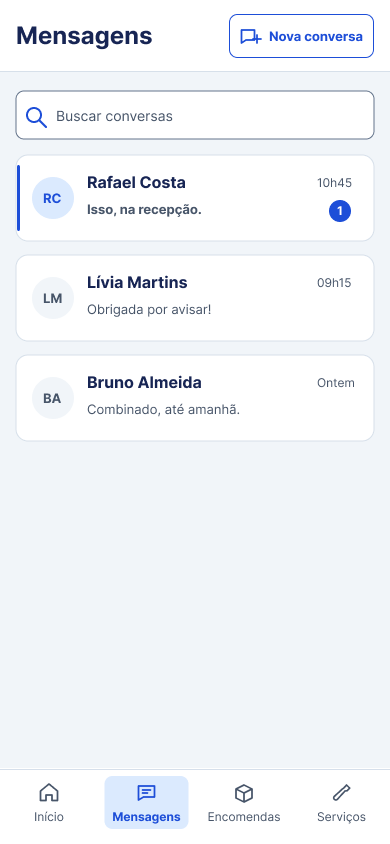 Mensagens
Nova conversa
Buscar conversas
RC
Rafael Costa
10h45
Isso, na recepção.
1
LM
Lívia Martins
09h15
Obrigada por avisar!
BA
Bruno Almeida
Ontem
Combinado, até amanhã.
Início
Mensagens
Encomendas
Serviços